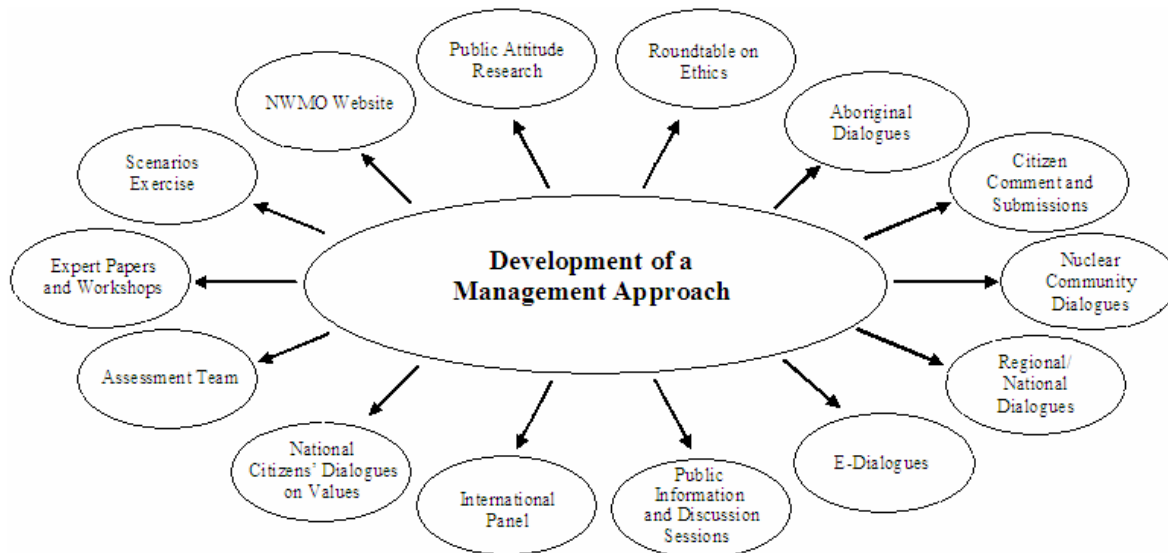 Public Attitude
Research
Roundtable on
Ethics
NWMO Website
Aboriginal
Dialogues
Scenarios
Exercise
Citizen
Comment and
Submissions
Expert Papers
and Workshops
Development of a
Management Approach
Nuclear
Community
Dialogues
Assessment Team
Regional/
National
Dialogues
National
Citizens' Dialogues
on Values
International
Panel
Public
Information
and Discussion
Sessions
E-Dialogues